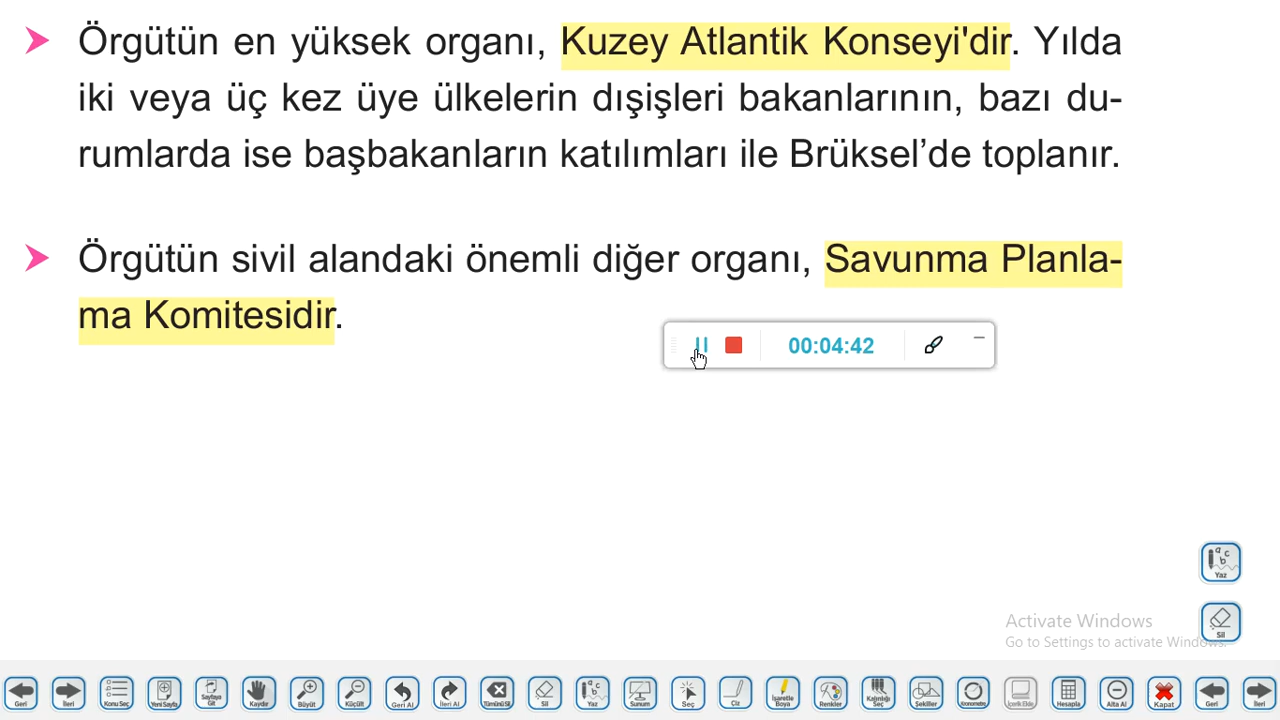 Örgütün en yüksek organı, Kuzey Atlantik Konseyi'dir. Yılda
iki veya üç kez üye ülkelerin dışişleri bakanlarının, bazı du-
rumlarda ise başbakanların katılımları ile Brüksel’de toplanır.
Örgütün sivil alandaki önemli diğer organı, Savunma Planla-
ma Komitesidir.
00:04:42
a b c
Yaz
Sil
Activate Windows
Go to Settings to activate Windows.
Geri İleri Konu Seç Yeni Sayfa Sayfaya Git Kaydır Büyüt Küçült Geri Al İleri Al Tümünü Sil Sil Yaz Sunum Seç Çiz İşaretle Boya Renkler Kalınlığı Seç Şekiller Kronometre İçerik Ekle Hesapla Alta Al Kapat Geri İleri